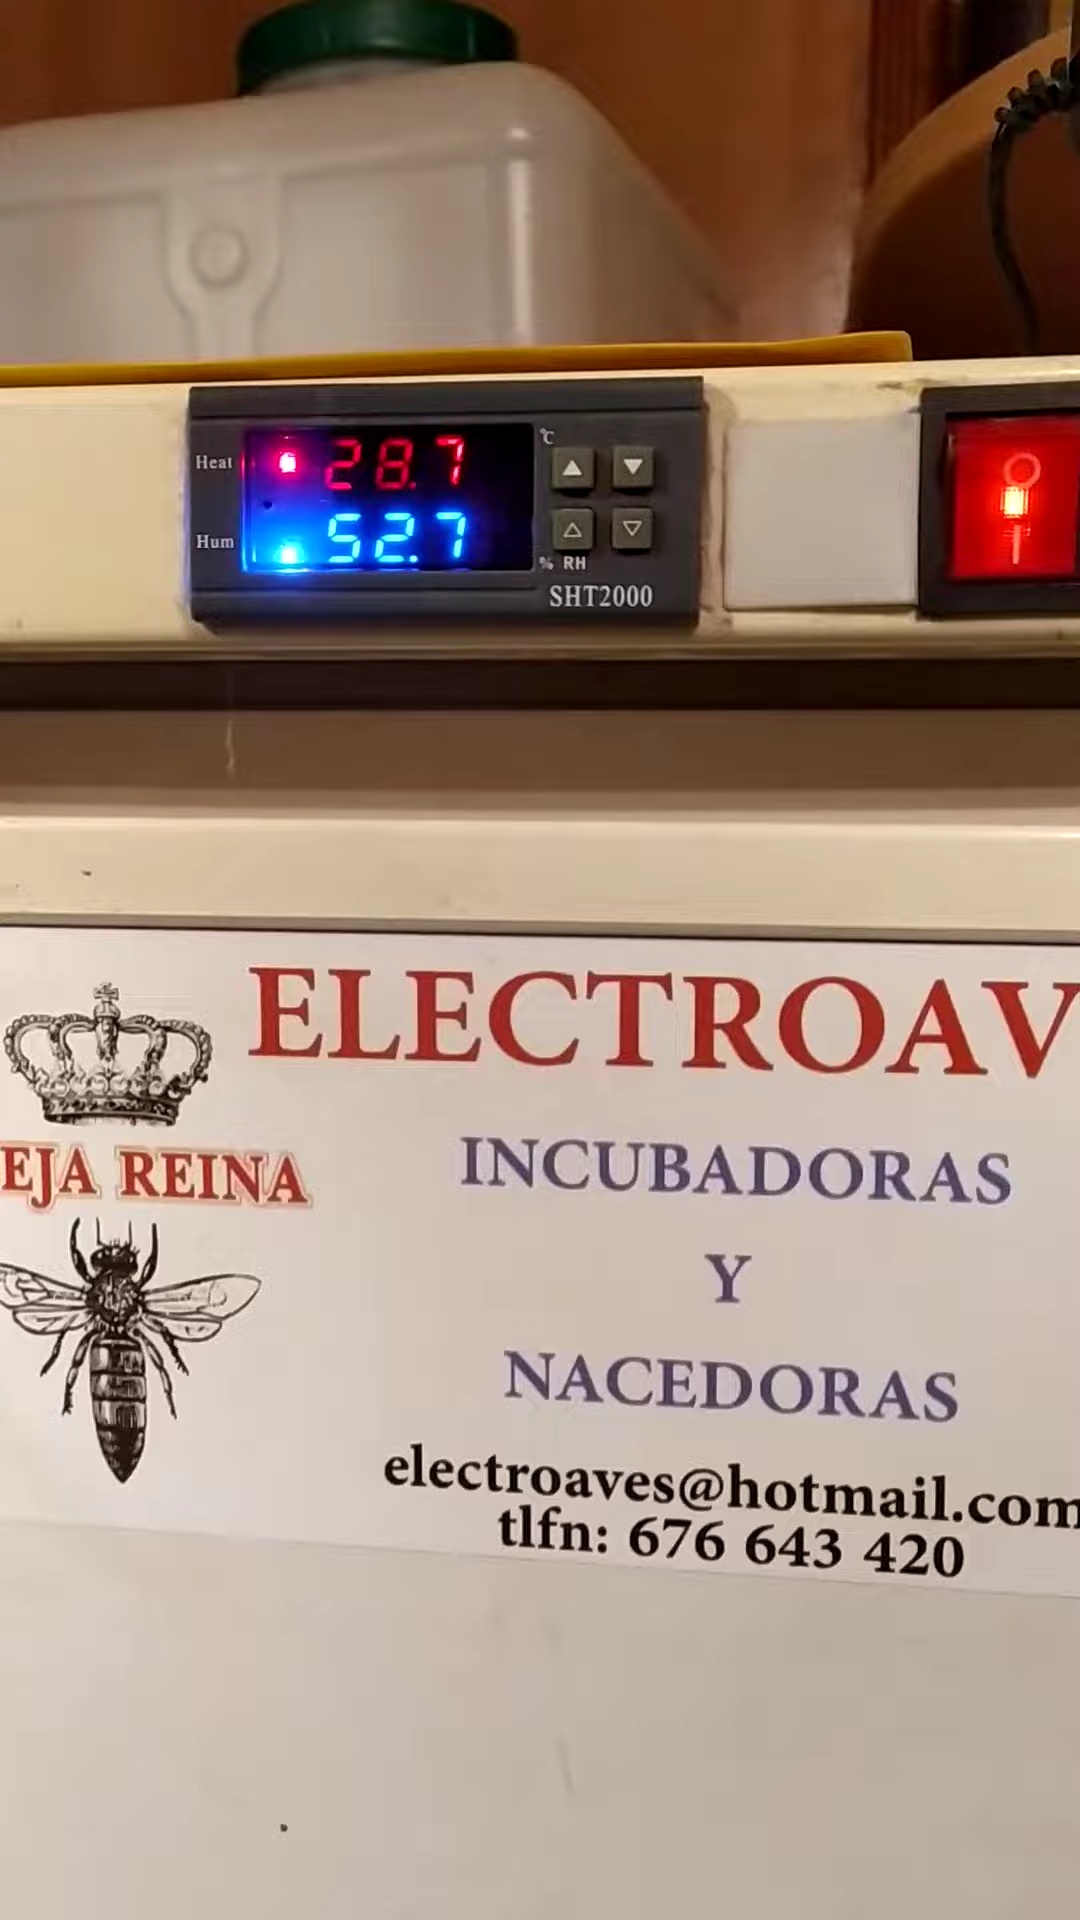 °C
Heat 28.7
Hum 52.7
% RH
SHT2000
ELECTROAV
EJA REINA
INCUBADORAS
Y
NACEDORAS
electroaves@hotmail.com
tlfn: 676 643 420